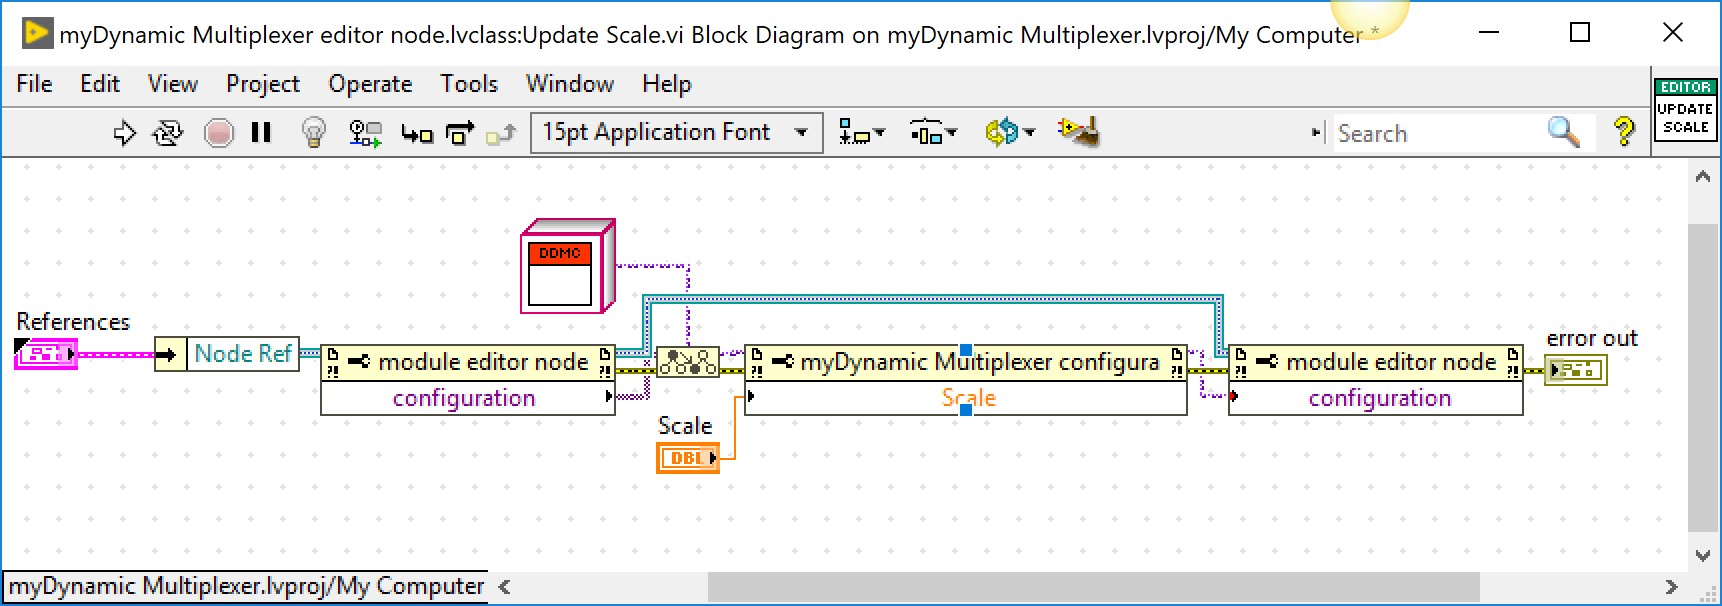 myDynamic Multiplexer editor node.lvclass:Update Scale.vi Block Diagram on myDynamic Multiplexer.lvproj/My Computer *
File Edit View Project Operate Tools Window Help
EDITOR
UPDATE
SCALE
15pt Application Font
Search
?
DDMC
References
Node Ref
module editor node
configuration
myDynamic Multiplexer configura
Scale
module editor node
configuration
error out
Scale
DBL
myDynamic Multiplexer.lvproj/My Computer